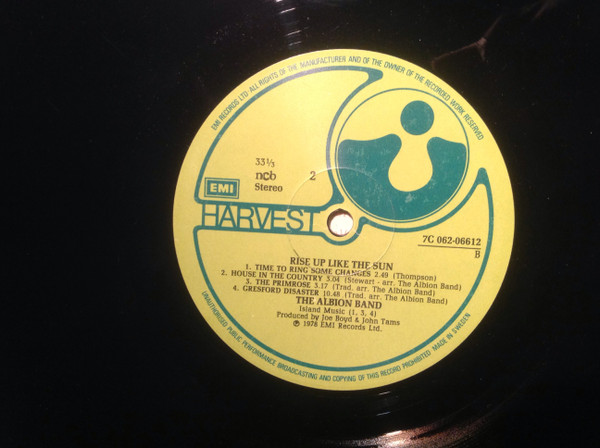 EMI RECORDS LTD·ALL RIGHTS OF THE MANUFACTURER AND OF THE OWNER OF THE RECORDED WORK RESERVED
33⅓
ncb 2
Stereo
EMI
HARVEST
7C 062-06612
B
RISE UP LIKE THE SUN
1. TIME TO RING SOME CHANGES 2.49 (Thompson)
2. HOUSE IN THE COUNTRY 3.04 (Stewart - arr. The Albion Band)
3. THE PRIMROSE 3.17 (Trad. arr. The Albion Band)
4. GRESFORD DISASTER 10.48 (Trad. arr. The Albion Band)
THE ALBION BAND
Island Music (1, 3, 4)
Produced by Joe Boyd & John Tams
℗ 1978 EMI Records Ltd.
UNAUTHORISED PUBLIC PERFORMANCE BROADCASTING AND COPYING OF THIS RECORD PROHIBITED MADE IN SWEDEN